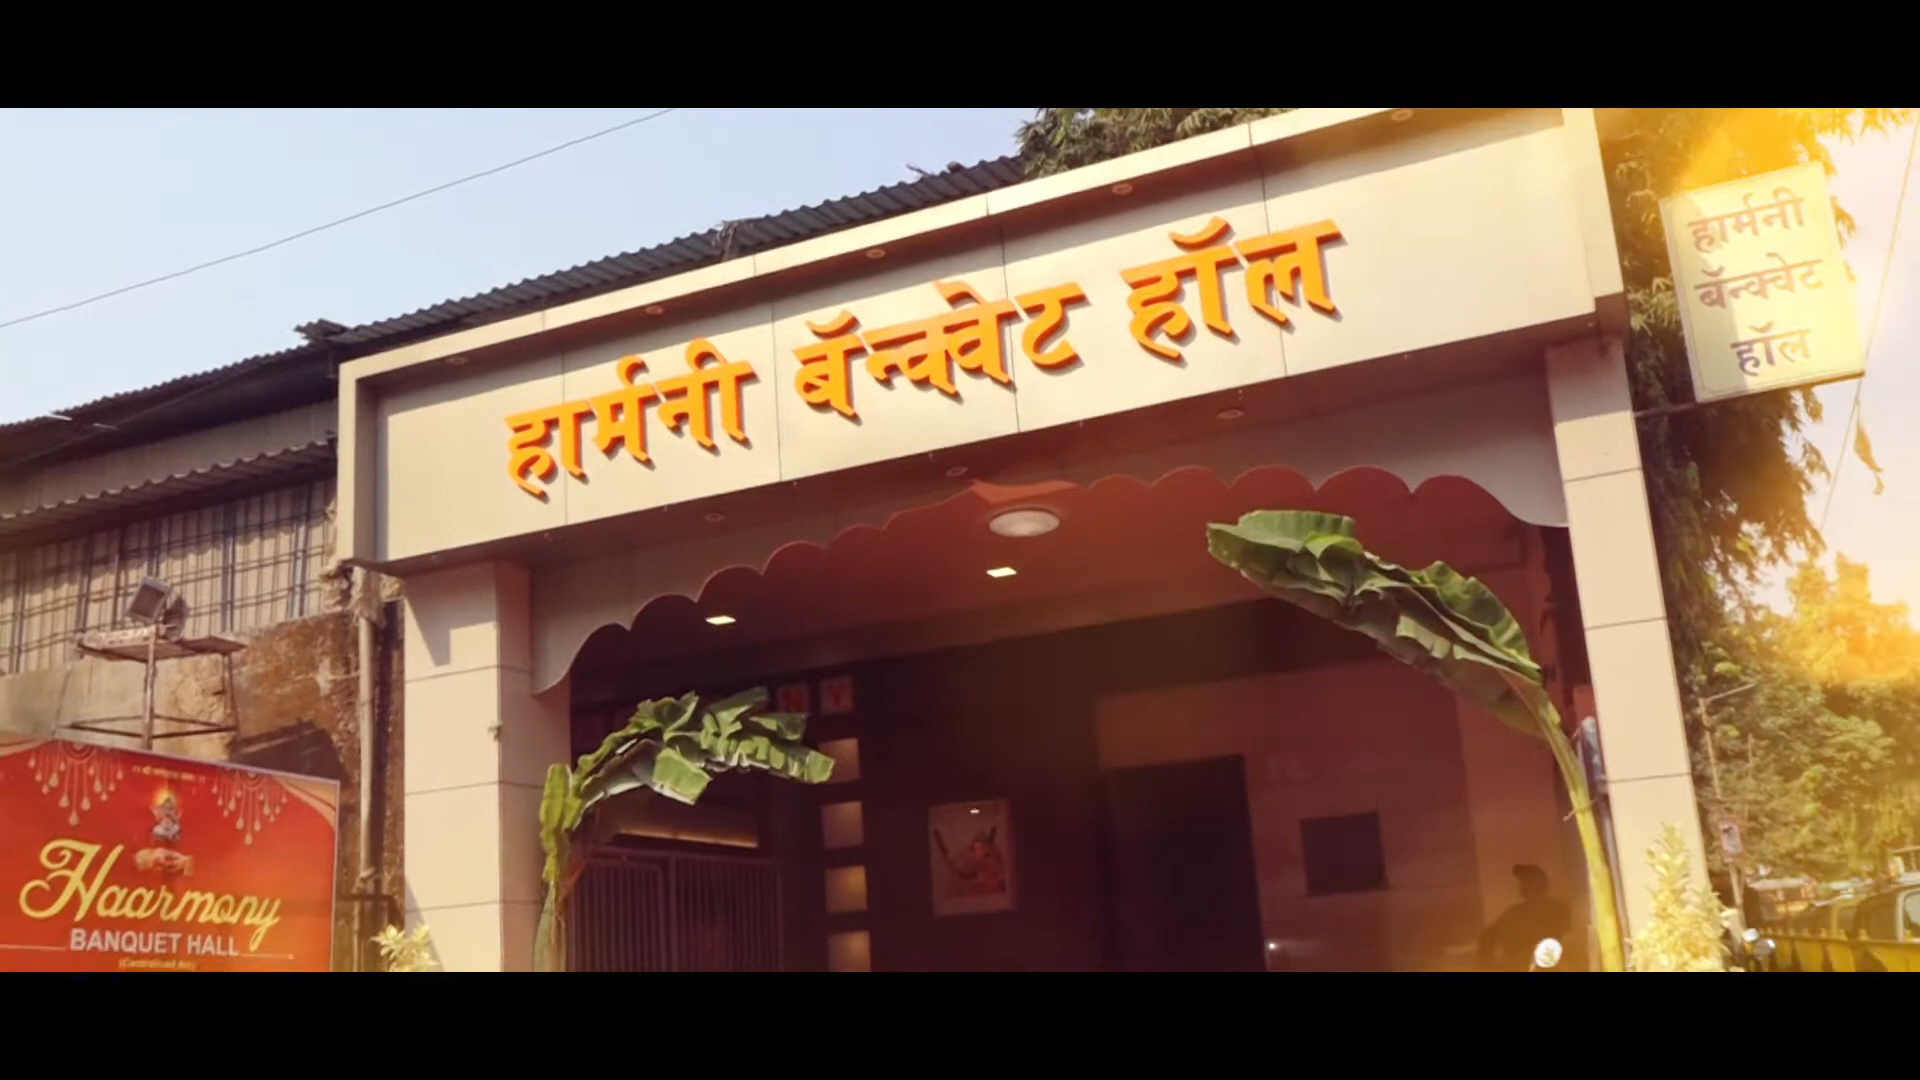 हार्मनी बॅन्क्वेट हॉल
हार्मनी
बॅन्क्वेट
हॉल
N Y
Haarmony
BANQUET HALL